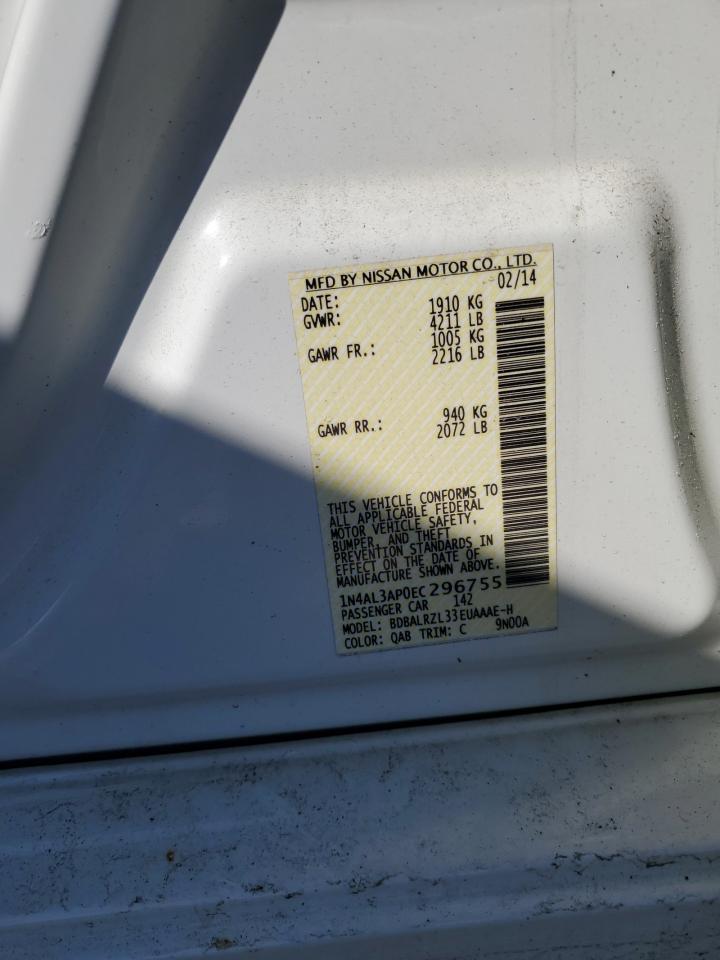 MFD BY NISSAN MOTOR CO., LTD.
DATE: 02/14
GVWR: 1910 KG
4211 LB
GAWR FR.: 1005 KG
2216 LB
GAWR RR.: 940 KG
2072 LB
THIS VEHICLE CONFORMS TO
ALL APPLICABLE FEDERAL
MOTOR VEHICLE SAFETY,
BUMPER, AND THEFT
PREVENTION STANDARDS IN
EFFECT ON THE DATE OF
MANUFACTURE SHOWN ABOVE.
1N4AL3AP0EC296755
PASSENGER CAR 142
MODEL: BDBALRZL33EUAAAE-H
COLOR: QAB TRIM: C 9N00A